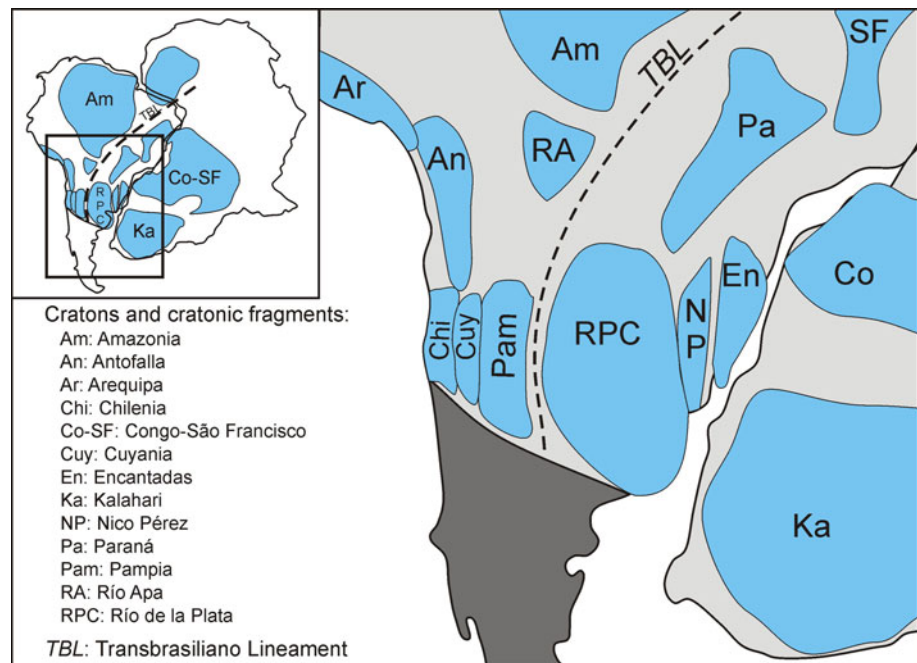 Am
TBL
Co-SF
R
P
C
Ka
Cratons and cratonic fragments:
Am: Amazonia
An: Antofalla
Ar: Arequipa
Chi: Chilenia
Co-SF: Congo-São Francisco
Cuy: Cuyania
En: Encantadas
Ka: Kalahari
NP: Nico Pérez
Pa: Paraná
Pam: Pampia
RA: Río Apa
RPC: Río de la Plata
TBL: Transbrasiliano Lineament
SF
Am
TBL
Ar
Pa
An
RA
En
Co
Chi
Cuy
Pam
RPC
N
P
Ka